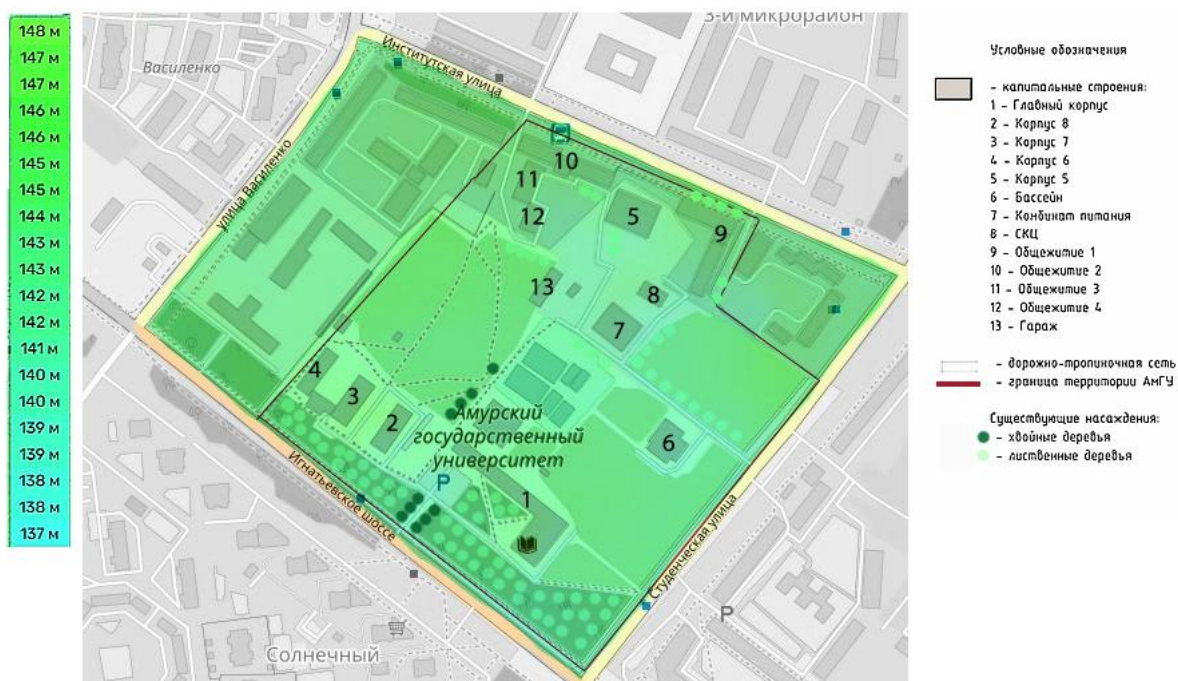 148 м
147 м
147 м
146 м
146 м
145 м
145 м
144 м
143 м
143 м
142 м
142 м
141 м
140 м
140 м
139 м
139 м
138 м
138 м
137 м
3-й микрорайон
Институтская улица
Василенко
улица Василенко
10
11
12
5
9
13
8
7
4
3
2
6
1
Амурский
государственный
университет
P
Игнатьевское шоссе
Студенческая улица
P
Солнечный
Условные обозначения
- капитальные строения:
1 - Главный корпус
2 - Корпус 8
3 - Корпус 7
4 - Корпус 6
5 - Корпус 5
6 - Бассейн
7 - Конбинат питания
8 - СКЦ
9 - Общежитие 1
10 - Общежитие 2
11 - Общежитие 3
12 - Общежитие 4
13 - Гараж
- дорожно-тропиночная сеть
- граница территории АмГУ
Существующие насаждения:
- хвойные деревья
- лиственные деревья